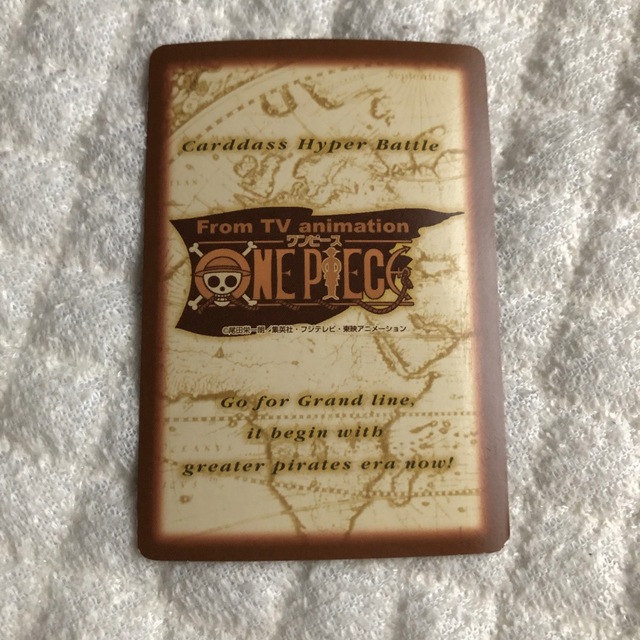 Septentrio
Carddass Hyper Battle
From TV animation
ワンピース
ONE PIECE
©尾田栄一郎・集英社・フジテレビ・東映アニメーション
Go for Grand line,
it begin with
greater pirates era now!